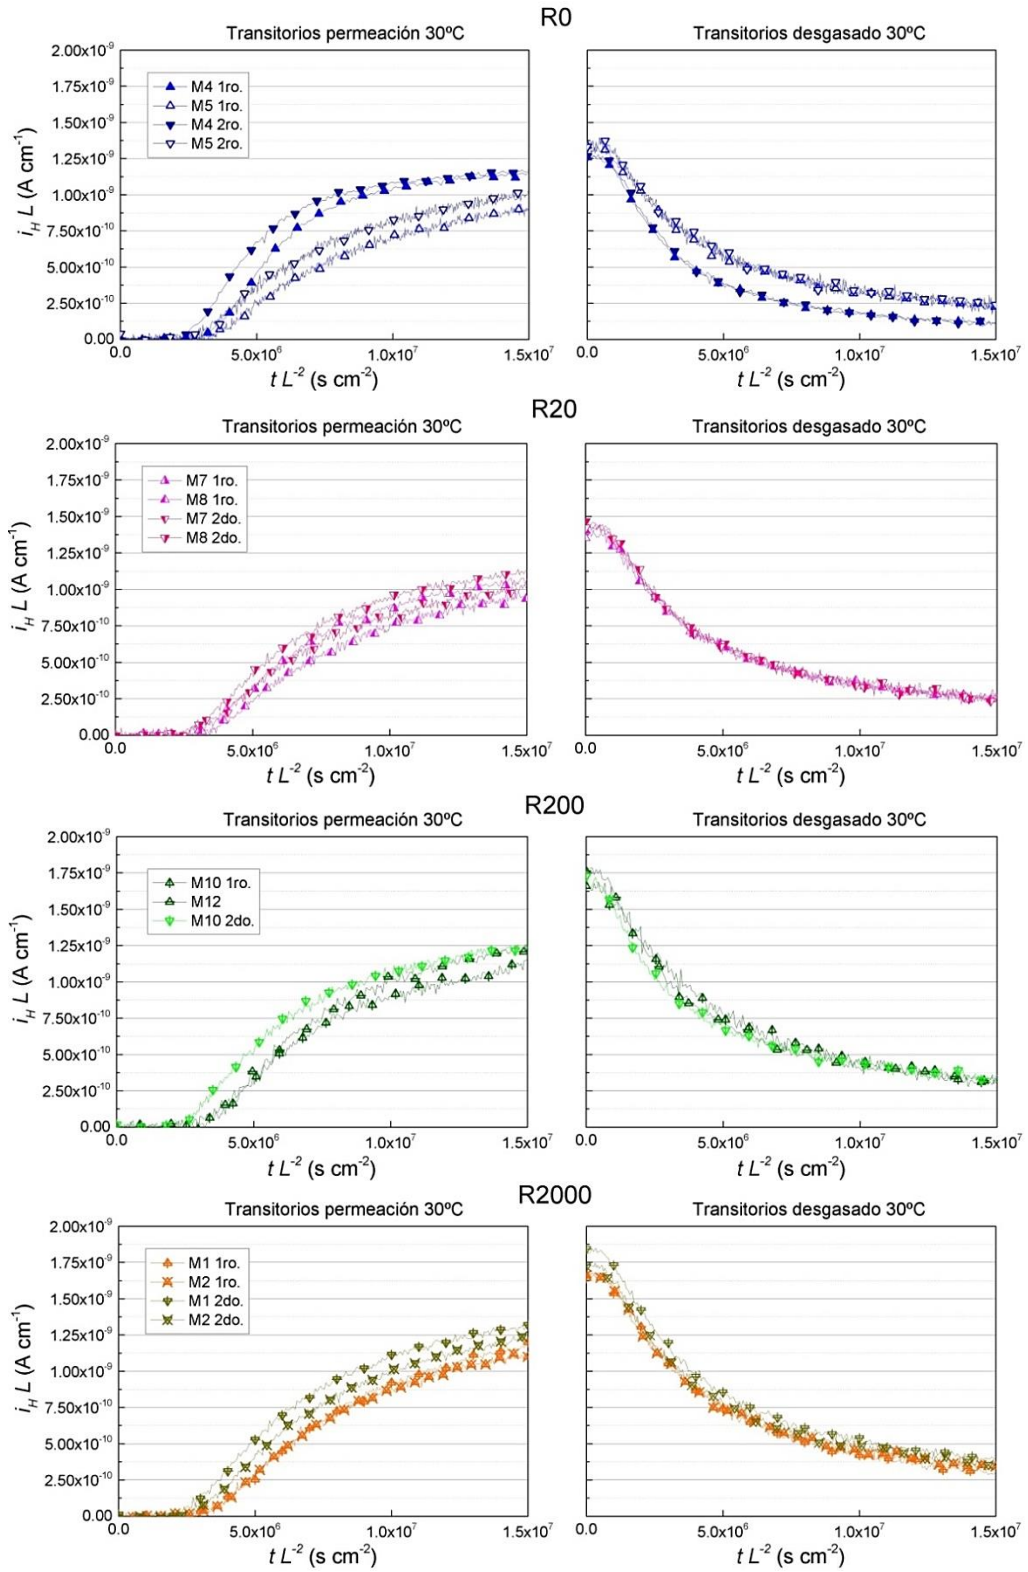 R0
Transitorios permeación 30ºC
2.00x10⁻⁹
1.75x10⁻⁹
1.50x10⁻⁹
1.25x10⁻⁹
1.00x10⁻⁹
7.50x10⁻¹⁰
5.00x10⁻¹⁰
2.50x10⁻¹⁰
0.00
i_H L (A cm⁻¹)
M4 1ro.
M5 1ro.
M4 2ro.
M5 2ro.
0.0 5.0x10⁶ 1.0x10⁷ 1.5x10⁷
t L⁻² (s cm⁻²)
Transitorios desgasado 30ºC
0.0 5.0x10⁶ 1.0x10⁷ 1.5x10⁷
t L⁻² (s cm⁻²)
R20
Transitorios permeación 30ºC
2.00x10⁻⁹
1.75x10⁻⁹
1.50x10⁻⁹
1.25x10⁻⁹
1.00x10⁻⁹
7.50x10⁻¹⁰
5.00x10⁻¹⁰
2.50x10⁻¹⁰
0.00
i_H L (A cm⁻¹)
M7 1ro.
M8 1ro.
M7 2do.
M8 2do.
0.0 5.0x10⁶ 1.0x10⁷ 1.5x10⁷
t L⁻² (s cm⁻²)
Transitorios desgasado 30ºC
0.0 5.0x10⁶ 1.0x10⁷ 1.5x10⁷
t L⁻² (s cm⁻²)
R200
Transitorios permeación 30ºC
2.00x10⁻⁹
1.75x10⁻⁹
1.50x10⁻⁹
1.25x10⁻⁹
1.00x10⁻⁹
7.50x10⁻¹⁰
5.00x10⁻¹⁰
2.50x10⁻¹⁰
0.00
i_H L (A cm⁻¹)
M10 1ro.
M12
M10 2do.
0.0 5.0x10⁶ 1.0x10⁷ 1.5x10⁷
t L⁻² (s cm⁻²)
Transitorios desgasado 30ºC
0.0 5.0x10⁶ 1.0x10⁷ 1.5x10⁷
t L⁻² (s cm⁻²)
R2000
Transitorios permeación 30ºC
2.00x10⁻⁹
1.75x10⁻⁹
1.50x10⁻⁹
1.25x10⁻⁹
1.00x10⁻⁹
7.50x10⁻¹⁰
5.00x10⁻¹⁰
2.50x10⁻¹⁰
0.00
i_H L (A cm⁻¹)
M1 1ro.
M2 1ro.
M1 2do.
M2 2do.
0.0 5.0x10⁶ 1.0x10⁷ 1.5x10⁷
t L⁻² (s cm⁻²)
Transitorios desgasado 30ºC
0.0 5.0x10⁶ 1.0x10⁷ 1.5x10⁷
t L⁻² (s cm⁻²)